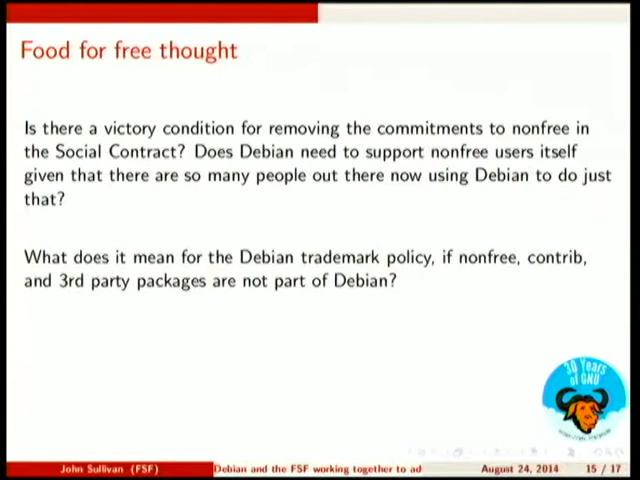 Food for free thought
Is there a victory condition for removing the commitments to nonfree in
the Social Contract? Does Debian need to support nonfree users itself
given that there are so many people out there now using Debian to do just
that?
What does it mean for the Debian trademark policy, if nonfree, contrib,
and 3rd party packages are not part of Debian?
30 Years
of GNU
John Sullivan (FSF)
Debian and the FSF working together to ad
August 24, 2014
15 / 17